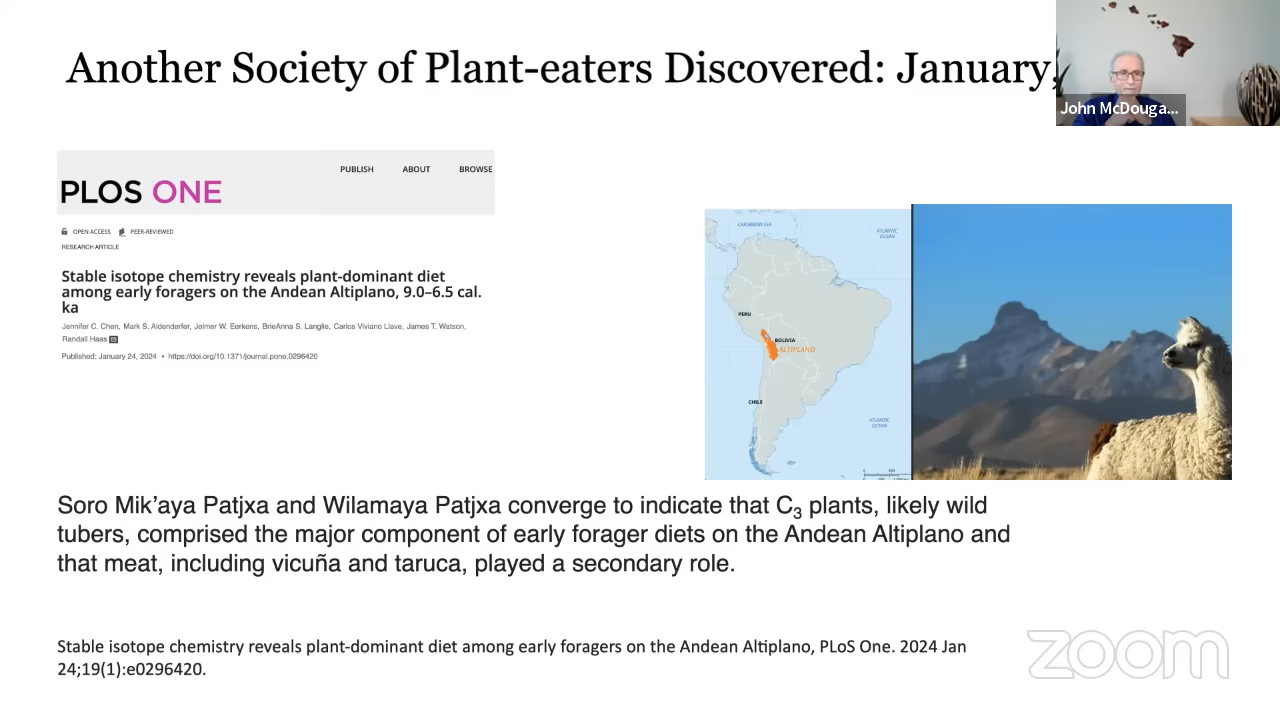 Another Society of Plant-eaters Discovered: January,
John McDouga...
PUBLISH ABOUT BROWSE
PLOS ONE
OPEN ACCESS PEER-REVIEWED
RESEARCH ARTICLE
Stable isotope chemistry reveals plant-dominant diet
among early foragers on the Andean Altiplano, 9.0–6.5 cal.
ka
Jennifer C. Chen, Mark S. Aldenderfer, Jelmer W. Eerkens, BrieAnna S. Langlie, Carlos Viviano Llave, James T. Watson,
Randall Haas
Published: January 24, 2024 • https://doi.org/10.1371/journal.pone.0296420
CARIBBEAN SEA
ATLANTIC
OCEAN
PERU
BOLIVIA
ALTIPLANO
CHILE
ATLANTIC
OCEAN
Soro Mik’aya Patjxa and Wilamaya Patjxa converge to indicate that C₃ plants, likely wild
tubers, comprised the major component of early forager diets on the Andean Altiplano and
that meat, including vicuña and taruca, played a secondary role.
Stable isotope chemistry reveals plant-dominant diet among early foragers on the Andean Altiplano, PLoS One. 2024 Jan
24;19(1):e0296420.
zoom